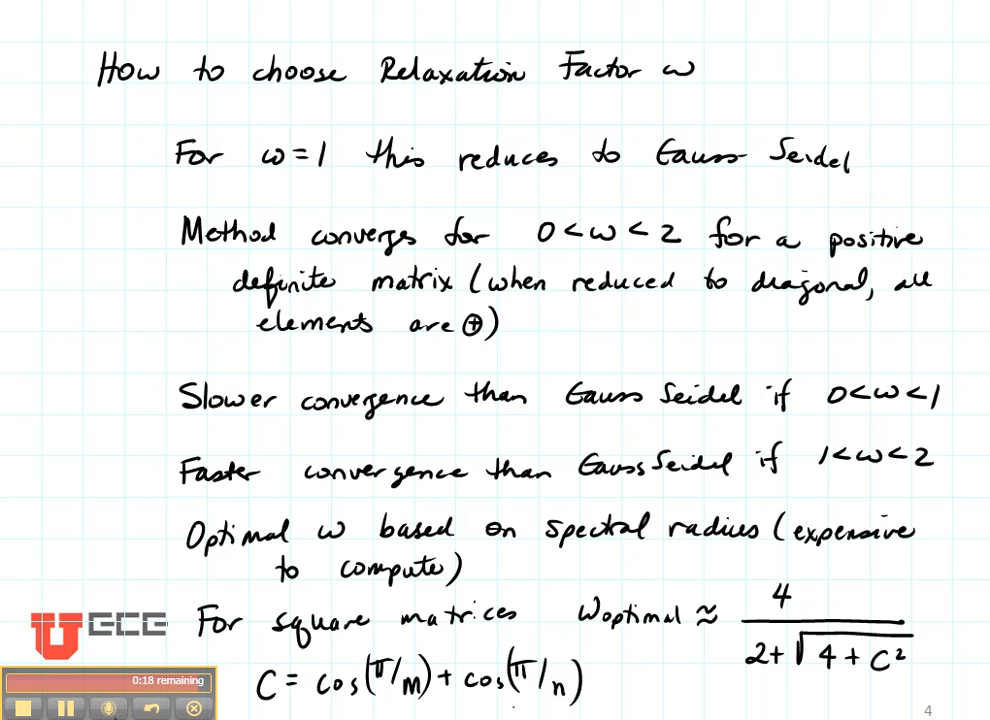 How to choose Relaxation Factor ω
For ω=1 this reduces to Gauss Seidel
Method converges for 0<ω<2 for a positive
definite matrix (when reduced to diagonal, all
elements are ⊕)
Slower convergence than Gauss Seidel if 0<ω<1
Faster convergence than Gauss Seidel if 1<ω<2
Optimal ω based on spectral radius (expensive
to compute)
For square matrices ωoptimal ≈ 4 / (2+√(4+C²))
C = cos(π/m) + cos(π/n)
U ECE
0:18 remaining
4